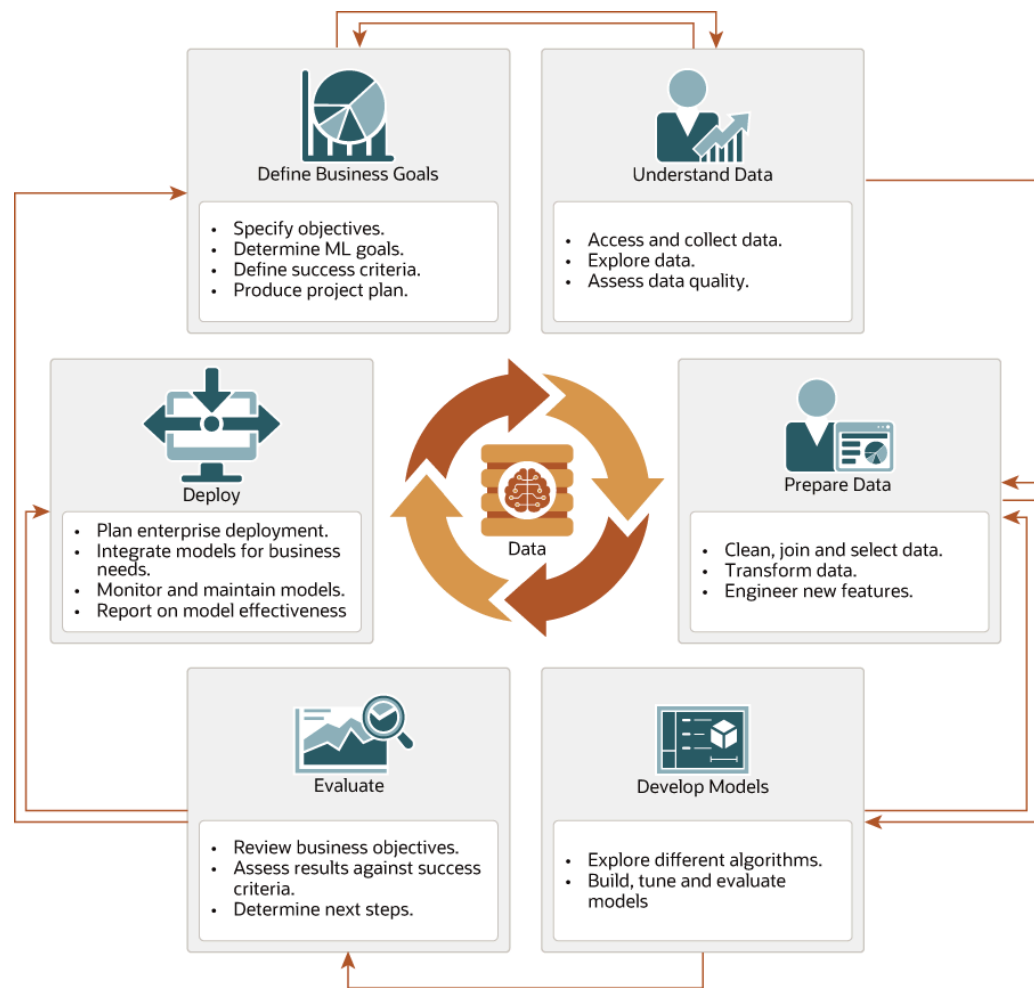 Define Business Goals
• Specify objectives.
• Determine ML goals.
• Define success criteria.
• Produce project plan.
Understand Data
• Access and collect data.
• Explore data.
• Assess data quality.
Deploy
• Plan enterprise deployment.
• Integrate models for business
needs.
• Monitor and maintain models.
• Report on model effectiveness
Data
Prepare Data
• Clean, join and select data.
• Transform data.
• Engineer new features.
Evaluate
• Review business objectives.
• Assess results against success
criteria.
• Determine next steps.
Develop Models
• Explore different algorithms.
• Build, tune and evaluate
models